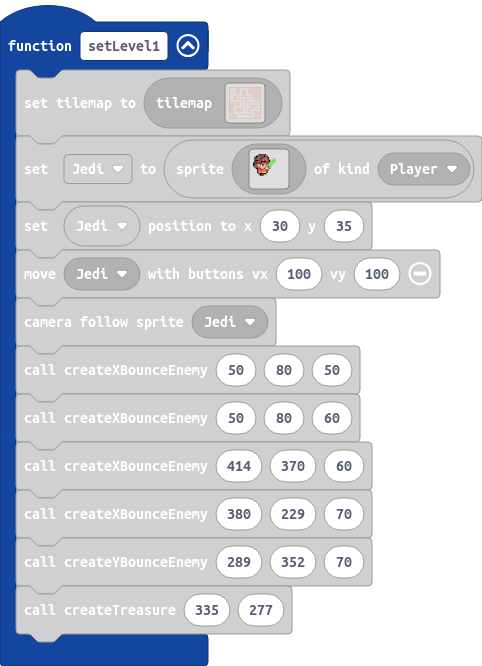 function setLevel1
set tilemap to tilemap
set Jedi to sprite of kind Player
set Jedi position to x 30 y 35
move Jedi with buttons vx 100 vy 100
camera follow sprite Jedi
call createXBounceEnemy 50 80 50
call createXBounceEnemy 50 80 60
call createXBounceEnemy 414 370 60
call createXBounceEnemy 380 229 70
call createYBounceEnemy 289 352 70
call createTreasure 335 277